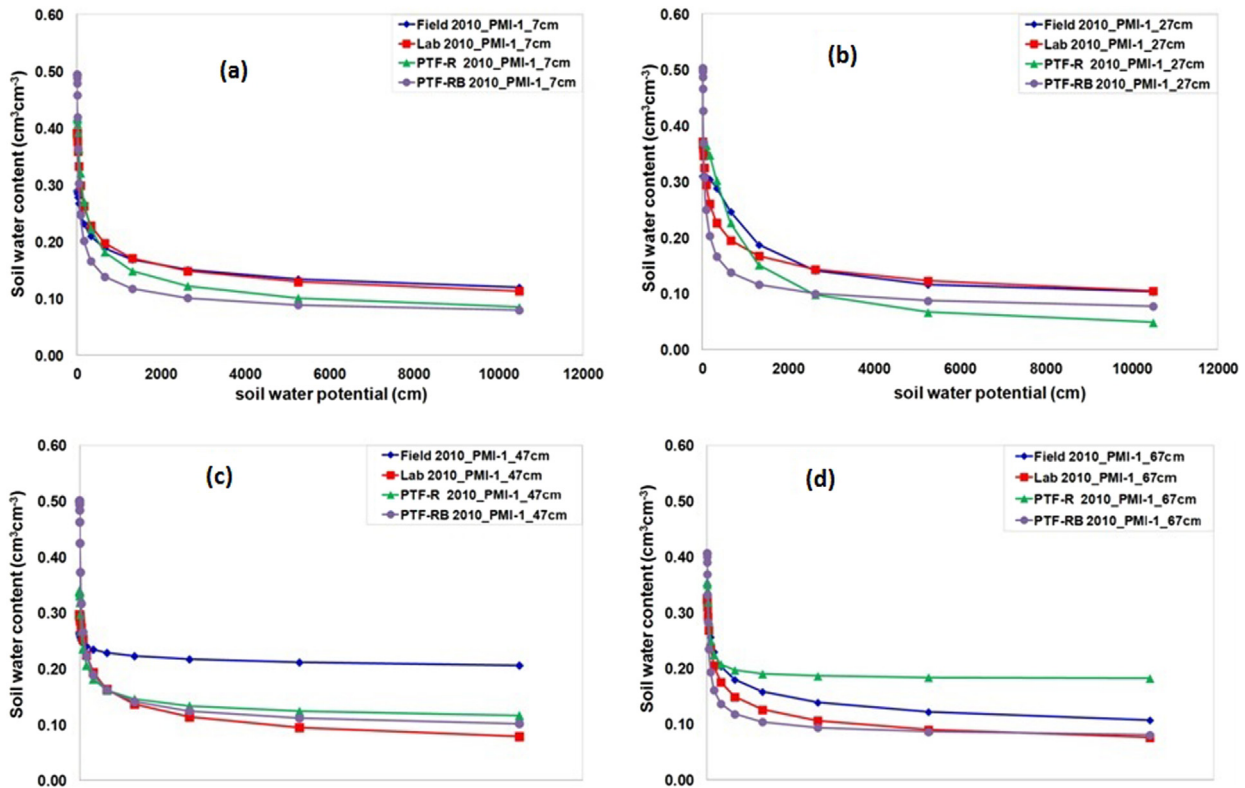 (a)
Field 2010_PMI-1_7cm
Lab 2010_PMI-1_7cm
PTF-R 2010_PMI-1_7cm
PTF-RB 2010_PMI-1_7cm
Soil water content (cm³cm⁻³)
0.60
0.50
0.40
0.30
0.20
0.10
0.00
0 2000 4000 6000 8000 10000 12000
soil water potential (cm)
(b)
Field 2010_PMI-1_27cm
Lab 2010_PMI-1_27cm
PTF-R 2010_PMI-1_27cm
PTF-RB 2010_PMI-1_27cm
Soil water content (cm³cm⁻³)
0.60
0.50
0.40
0.30
0.20
0.10
0.00
0 2000 4000 6000 8000 10000 12000
soil water potential (cm)
(c)
Field 2010_PMI-1_47cm
Lab 2010_PMI-1_47cm
PTF-R 2010_PMI-1_47cm
PTF-RB 2010_PMI-1_47cm
Soil water content (cm³cm⁻³)
0.60
0.50
0.40
0.30
0.20
0.10
0.00
(d)
Field 2010_PMI-1_67cm
Lab 2010_PMI-1_67cm
PTF-R 2010_PMI-1_67cm
PTF-RB 2010_PMI-1_67cm
Soil water content (cm³cm⁻³)
0.60
0.50
0.40
0.30
0.20
0.10
0.00